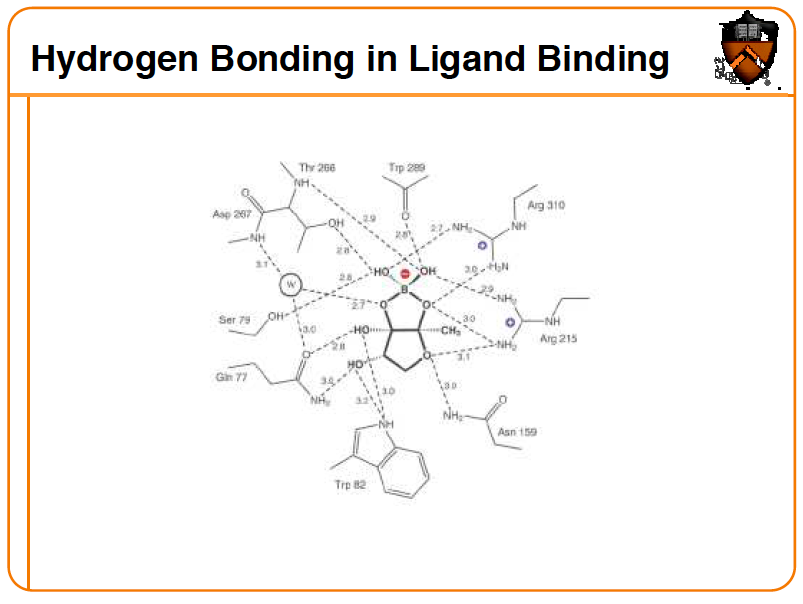 Hydrogen Bonding in Ligand Binding
Thr 266
Trp 289
NH
O
Arg 310
Asp 267
OH
2.9
O
2.7
NH₂
NH
NH
2.8
2.8
3.1
HO
OH
3.0
H₂N
W
2.8
B
2.9
NH₂
Ser 79
OH
2.7
O
O
3.0
NH
3.0
HO
CH₃
NH₂
Arg 215
O
2.8
HO
O
3.1
Gln 77
3.0
3.0
3.9
NH₂
3.2
NH₂
O
NH
Asn 159
Trp 82